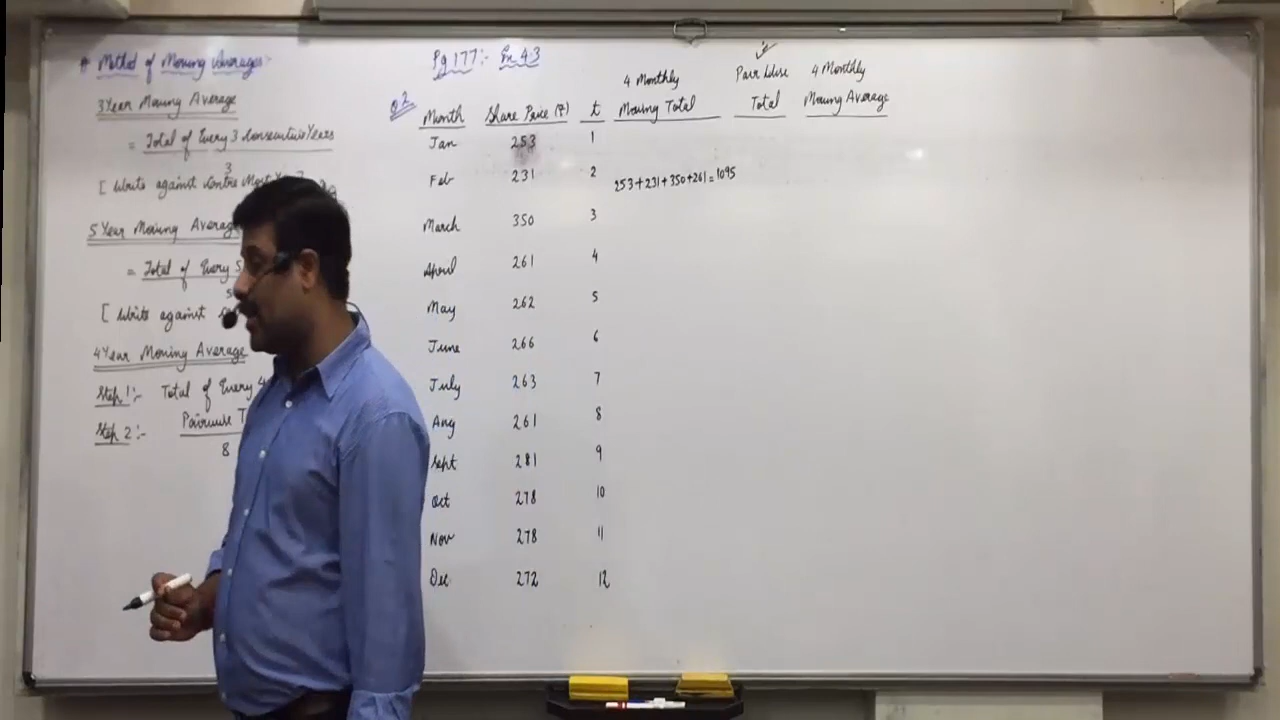 # Method of Moving Averages:-
3 Year Moving Average
= Total of Every 3 Consecutive Years
3
[ Write against Centre Most
5 Year Moving Average
= Total of Every 5
5
[ Write against
4 Year Moving Average
Step 1:- Total of Every 4
Step 2:- Pairwise T
8
Pg 177:- Ex 4.3
Q2
Month Share Price (₹) t 4 Monthly Moving Total Pair Wise Total 4 Monthly Moving Average
Jan 253 1
Feb 231 2 253+231+350+261=1095
March 350 3
April 261 4
May 262 5
June 266 6
July 263 7
Aug 261 8
Sept 281 9
Oct 278 10
Nov 278 11
Dec 272 12